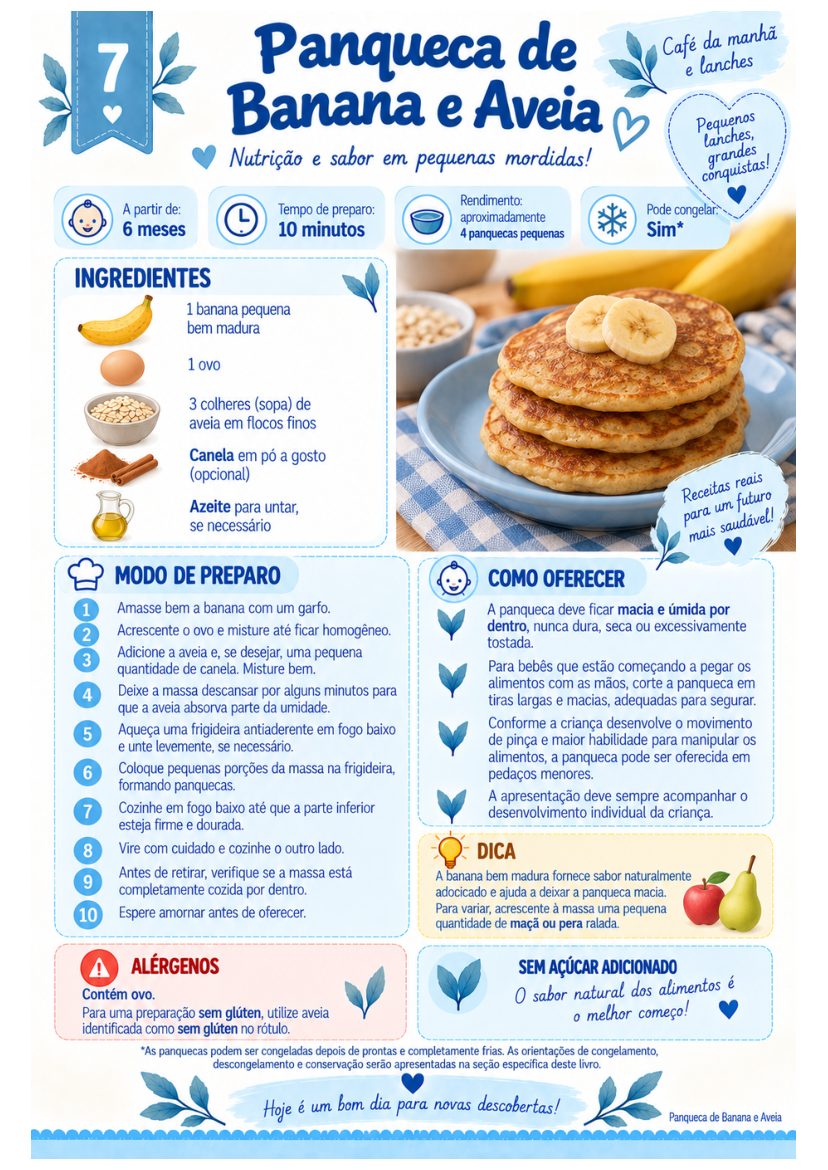 7
Panqueca de
Banana e Aveia
Nutrição e sabor em pequenas mordidas!
Café da manhã
e lanches
Pequenos
lanches,
grandes
conquistas!
A partir de:
6 meses
Tempo de preparo:
10 minutos
Rendimento:
aproximadamente
4 panquecas pequenas
Pode congelar:
Sim*
INGREDIENTES
1 banana pequena
bem madura
1 ovo
3 colheres (sopa) de
aveia em flocos finos
Canela em pó a gosto
(opcional)
Azeite para untar,
se necessário
Receitas reais
para um futuro
mais saudável!
MODO DE PREPARO
1 Amasse bem a banana com um garfo.
2 Acrescente o ovo e misture até ficar homogêneo.
3 Adicione a aveia e, se desejar, uma pequena
quantidade de canela. Misture bem.
4 Deixe a massa descansar por alguns minutos para
que a aveia absorva parte da umidade.
5 Aqueça uma frigideira antiaderente em fogo baixo
e unte levemente, se necessário.
6 Coloque pequenas porções da massa na frigideira,
formando panquecas.
7 Cozinhe em fogo baixo até que a parte inferior
esteja firme e dourada.
8 Vire com cuidado e cozinhe o outro lado.
9 Antes de retirar, verifique se a massa está
completamente cozida por dentro.
10 Espere amornar antes de oferecer.
COMO OFERECER
A panqueca deve ficar macia e úmida por
dentro, nunca dura, seca ou excessivamente
tostada.
Para bebês que estão começando a pegar os
alimentos com as mãos, corte a panqueca em
tiras largas e macias, adequadas para segurar.
Conforme a criança desenvolve o movimento
de pinça e maior habilidade para manipular os
alimentos, a panqueca pode ser oferecida em
pedaços menores.
A apresentação deve sempre acompanhar o
desenvolvimento individual da criança.
DICA
A banana bem madura fornece sabor naturalmente
adocicado e ajuda a deixar a panqueca macia.
Para variar, acrescente à massa uma pequena
quantidade de maçã ou pera ralada.
ALÉRGENOS
Contém ovo.
Para uma preparação sem glúten, utilize aveia
identificada como sem glúten no rótulo.
SEM AÇÚCAR ADICIONADO
O sabor natural dos alimentos é
o melhor começo!
*As panquecas podem ser congeladas depois de prontas e completamente frias. As orientações de congelamento,
descongelamento e conservação serão apresentadas na seção específica deste livro.
Hoje é um bom dia para novas descobertas!
Panqueca de Banana e Aveia